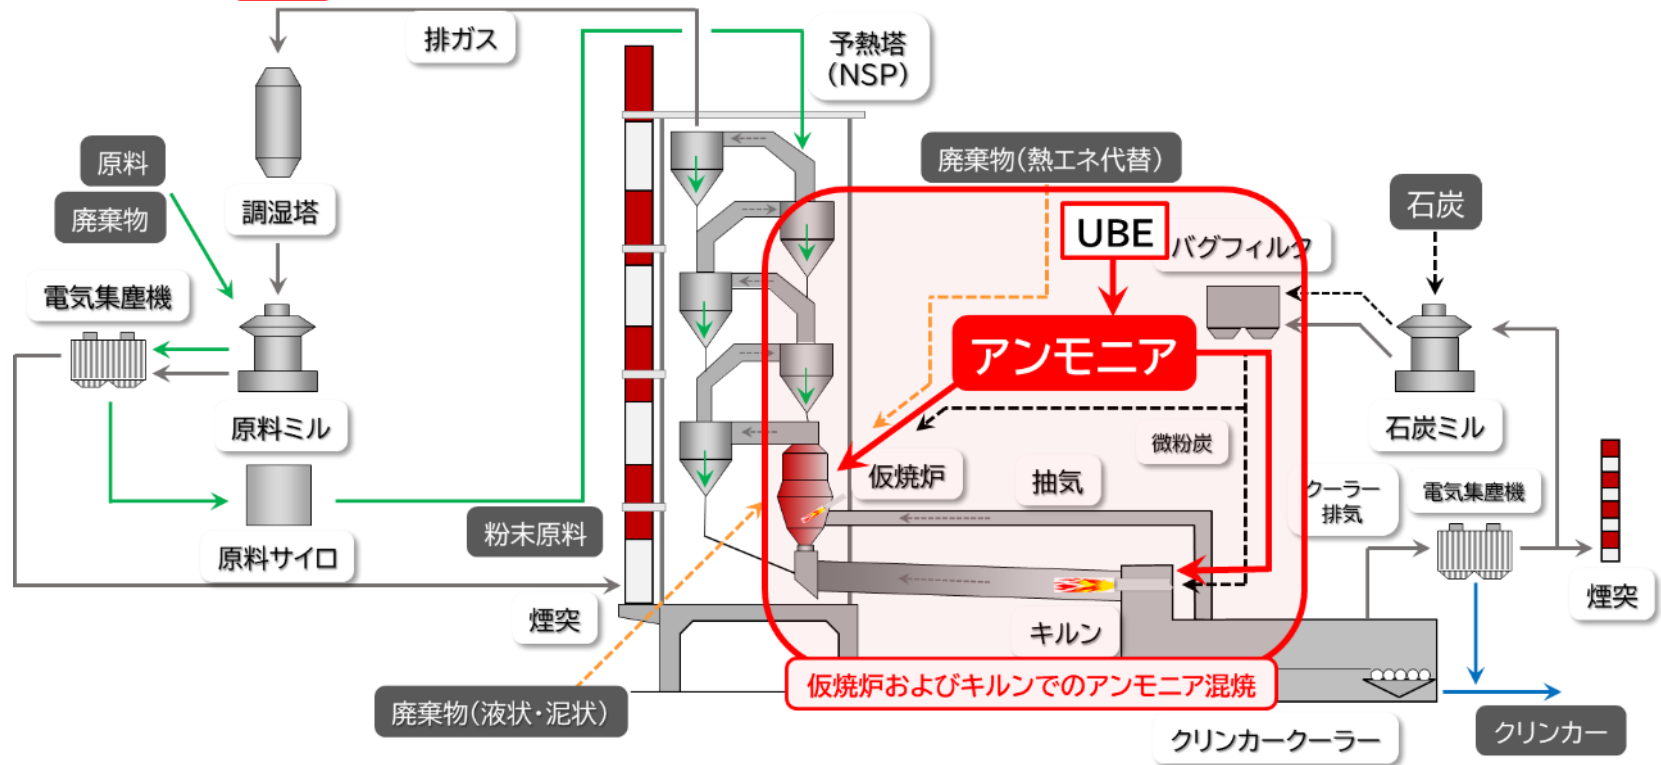 排ガス
予熱塔
(NSP)
原料
廃棄物
調湿塔
廃棄物(熱エネ代替)
石炭
UBE
バグフィルタ
電気集塵機
アンモニア
原料ミル
石炭ミル
微粉炭
仮焼炉
抽気
クーラー
排気
電気集塵機
粉末原料
原料サイロ
煙突
煙突
キルン
仮焼炉およびキルンでのアンモニア混焼
廃棄物(液状・泥状)
クリンカークーラー
クリンカー